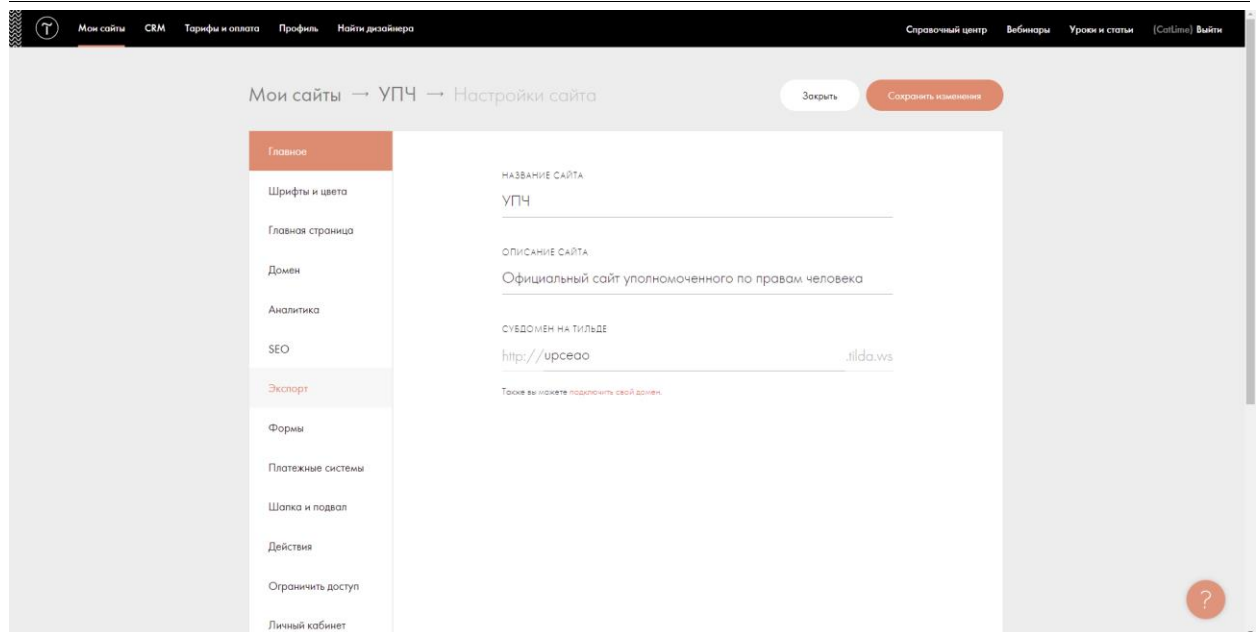 Мои сайты CRM Тарифы и оплата Профиль Найти дизайнера Справочный центр Вебинары Уроки и статьи (CatLime) Выйти
Мои сайты → УПЧ → Настройки сайта Закрыть Сохранить изменения
Главное
Шрифты и цвета
Главная страница
Домен
Аналитика
SEO
Экспорт
Формы
Платежные системы
Шапка и подвал
Действия
Ограничить доступ
Личный кабинет
НАЗВАНИЕ САЙТА
УПЧ
ОПИСАНИЕ САЙТА
Официальный сайт уполномоченного по правам человека
СУБДОМЕН НА ТИЛЬДЕ
http://upceao .tilda.ws
Также вы можете подключить свой домен.
?